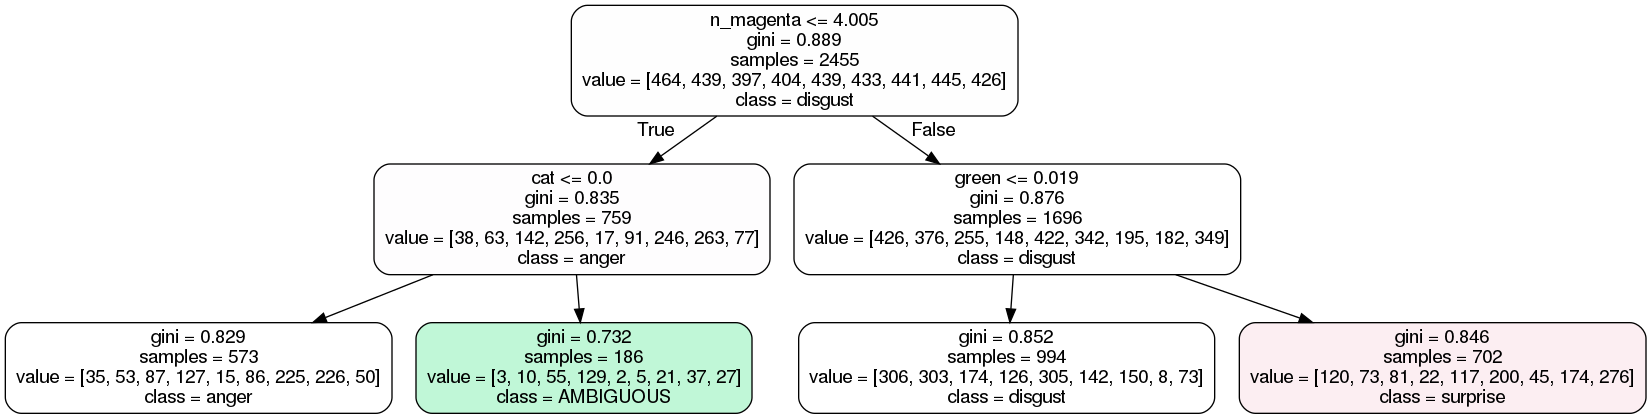 n_magenta <= 4.005
gini = 0.889
samples = 2455
value = [464, 439, 397, 404, 439, 433, 441, 445, 426]
class = disgust
True
False
cat <= 0.0
gini = 0.835
samples = 759
value = [38, 63, 142, 256, 17, 91, 246, 263, 77]
class = anger
green <= 0.019
gini = 0.876
samples = 1696
value = [426, 376, 255, 148, 422, 342, 195, 182, 349]
class = disgust
gini = 0.829
samples = 573
value = [35, 53, 87, 127, 15, 86, 225, 226, 50]
class = anger
gini = 0.732
samples = 186
value = [3, 10, 55, 129, 2, 5, 21, 37, 27]
class = AMBIGUOUS
gini = 0.852
samples = 994
value = [306, 303, 174, 126, 305, 142, 150, 8, 73]
class = disgust
gini = 0.846
samples = 702
value = [120, 73, 81, 22, 117, 200, 45, 174, 276]
class = surprise